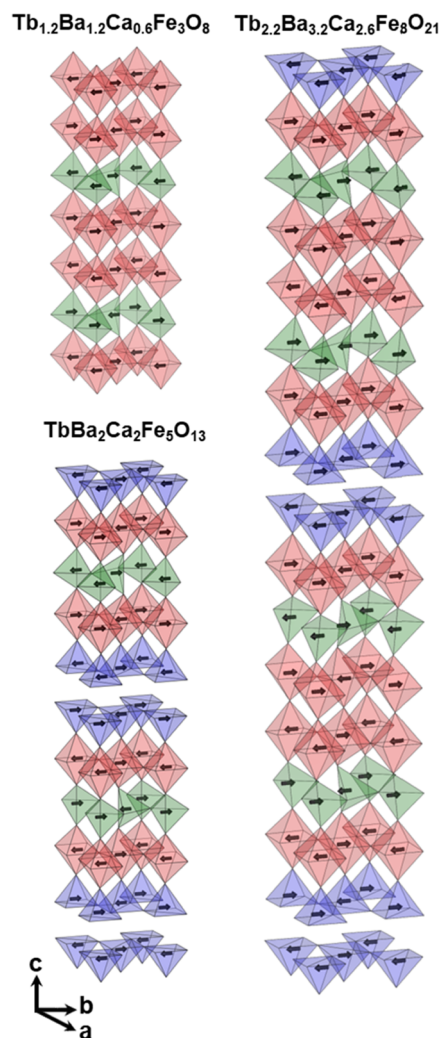 Tb₁.₂Ba₁.₂Ca₀.₆Fe₃O₈
Tb₂.₂Ba₃.₂Ca₂.₆Fe₈O₂₁
TbBa₂Ca₂Fe₅O₁₃
c
b
a